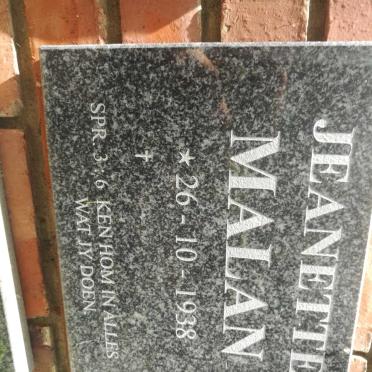 JEANETTE
MALAN
★ 26 - 10 - 1938
✝
SPR. 3 : 6 KEN HOM IN ALLES
WAT JY DOEN